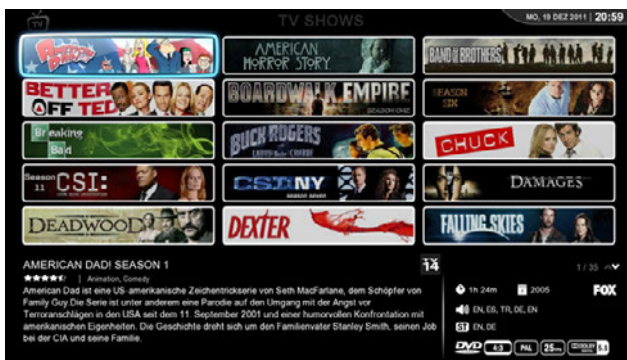 TV
TV SHOWS
MO, 19 DEZ 2011 | 20:59
AMERICAN DAD!
AMERICAN HORROR STORY
BAND OF BROTHERS
BETTER OFF TED
BOARDWALK EMPIRE
SEASON ONE
SEASON SIX
Breaking Bad
BUCK ROGERS
CHUCK
Season 11
CSI:
CSI:NY
DAMAGES
DEADWOOD
DEXTER
FALLING SKIES
AMERICAN DAD! SEASON 1
TV 14
1 / 35
Animation, Comedy
American Dad ist eine US-amerikanische Zeichentrickserie von Seth MacFarlane, dem Schöpfer von
Family Guy Die Serie ist unter anderem eine Parodie auf den Umgang mit der Angst vor
Terroranschlägen in den USA seit dem 11. September 2001 und einer humorvollen Konfrontation mit
amerikanischen Eigenheiten. Die Geschichte dreht sich um den Familienvater Stanley Smith, seinen Job
bei der CIA und seine Familie.
1h 24m
2005
FOX
EN, ES, TR, DE, EN
ST EN, DE
DVD 4:3 PAL 25 DOLBY 5.1